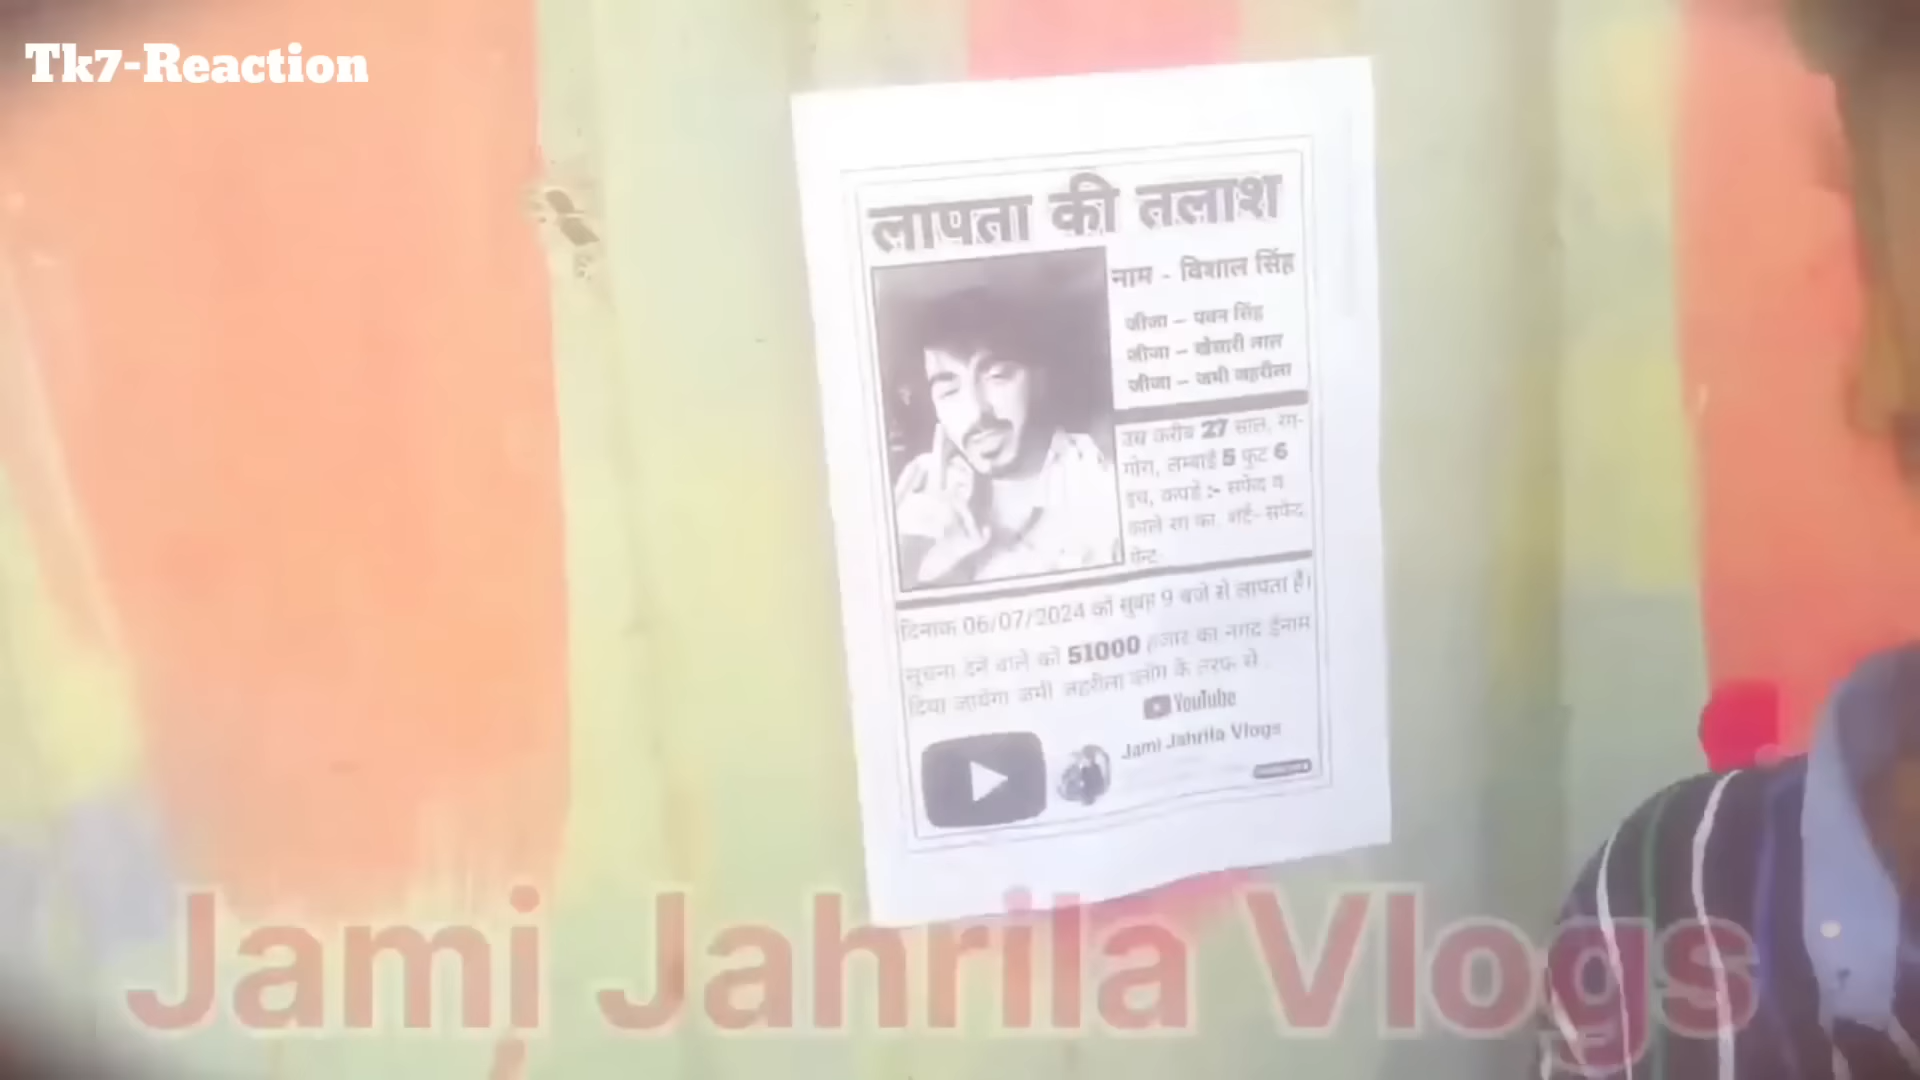 Tk7-Reaction
लापता की तलाश
नाम - विशाल सिंह
जीजा – पवन सिंह
जीजा – खेसारी लाल
जीजा – जमी जहरीला
उम्र करीब 27 साल, रंग-
गोरा, लम्बाई 5 फुट 6
इंच, कपड़े :- सफेद व
काले रंग का शर्ट- सफेद
पेन्ट
दिनांक 06/07/2024 को सुबह 9 बजे से लापता है।
सूचना देने वाले को 51000 हजार का नगद ईनाम
दिया जायेगा जमी जहरीला ब्लॉग के तरफ से
YouTube
Jami Jahrila Vlogs
Jami Jahrila Vlogs